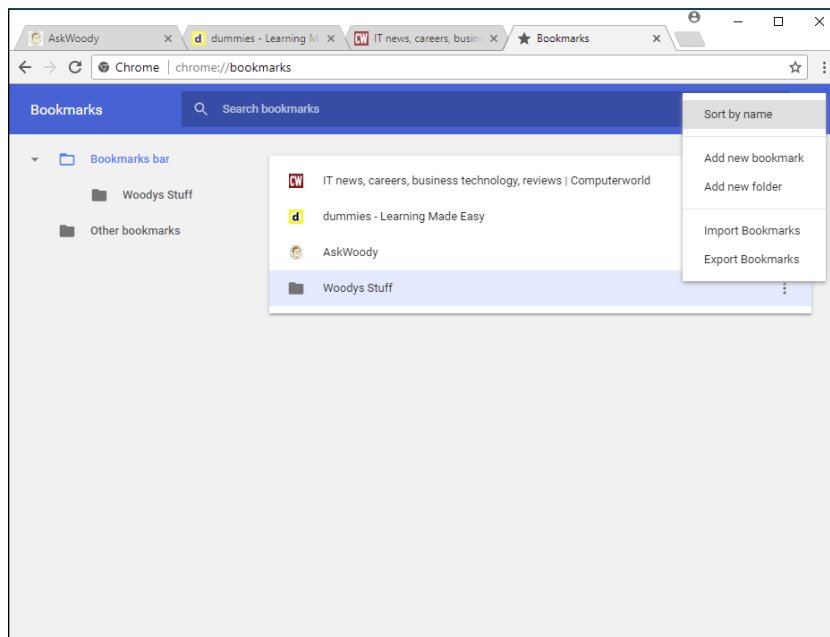 AskWoody
dummies - Learning M
IT news, careers, busin
Bookmarks
Chrome chrome://bookmarks
Bookmarks
Search bookmarks
Sort by name
Add new bookmark
Add new folder
Import Bookmarks
Export Bookmarks
Bookmarks bar
Woodys Stuff
Other bookmarks
CW IT news, careers, business technology, reviews | Computerworld
d dummies - Learning Made Easy
AskWoody
Woodys Stuff